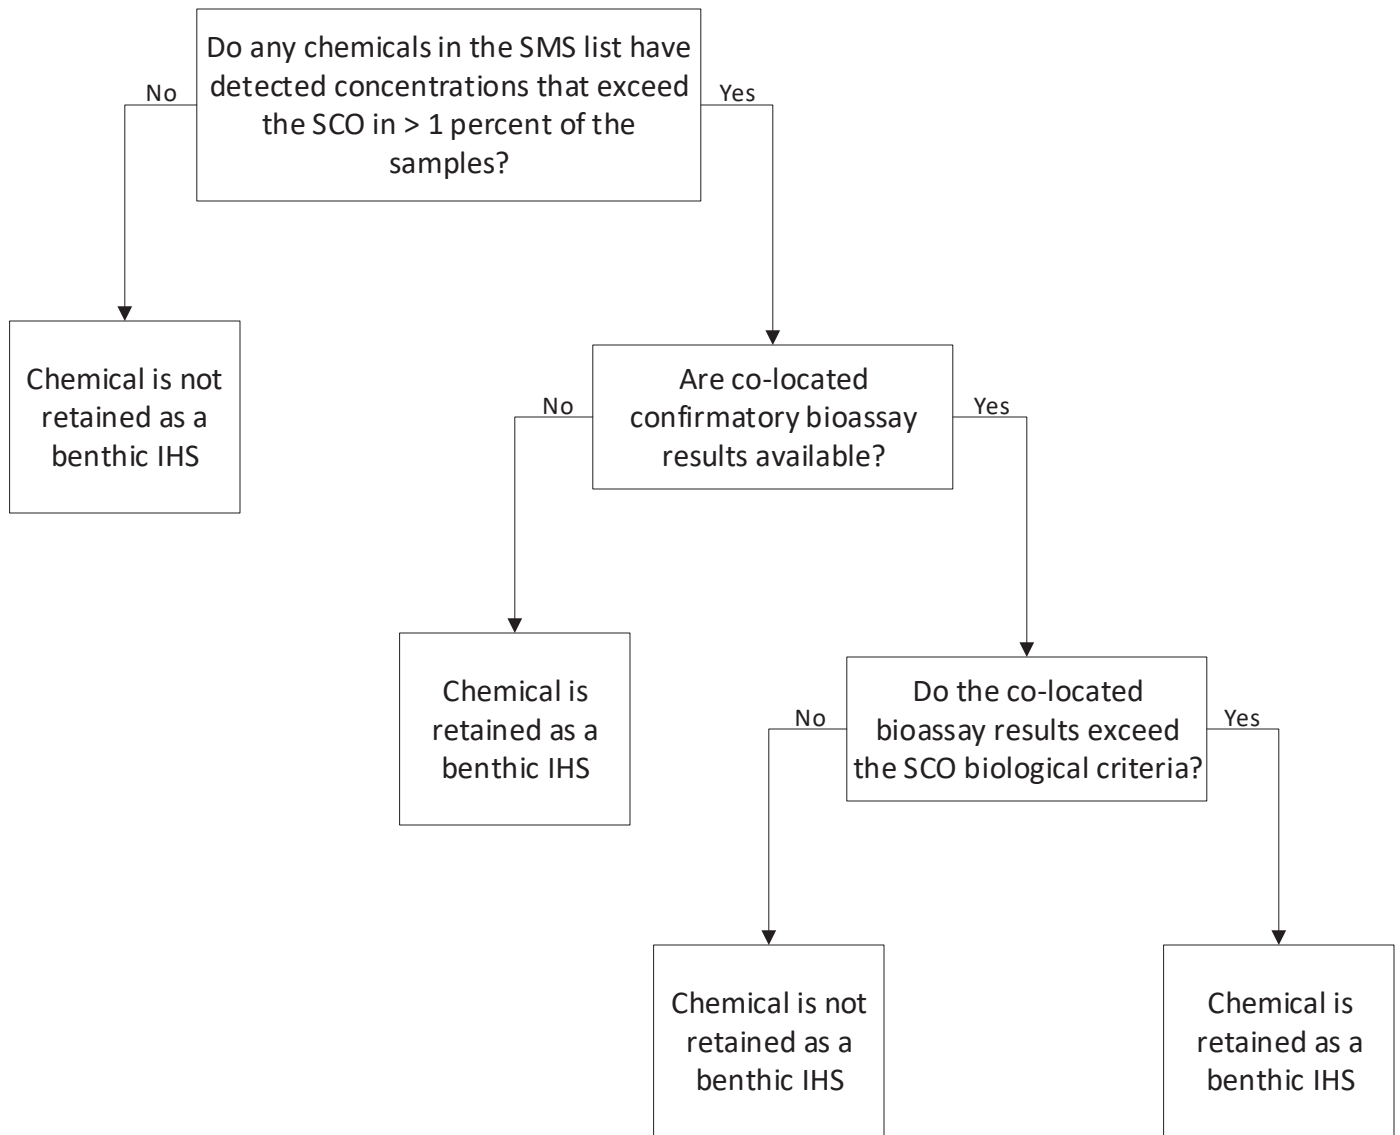 Do any chemicals in the SMS list have
detected concentrations that exceed
the SCO in > 1 percent of the
samples?
No
Yes
Chemical is not
retained as a
benthic IHS
Are co-located
confirmatory bioassay
results available?
No
Yes
Chemical is
retained as a
benthic IHS
Do the co-located
bioassay results exceed
the SCO biological criteria?
No
Yes
Chemical is not
retained as a
benthic IHS
Chemical is
retained as a
benthic IHS